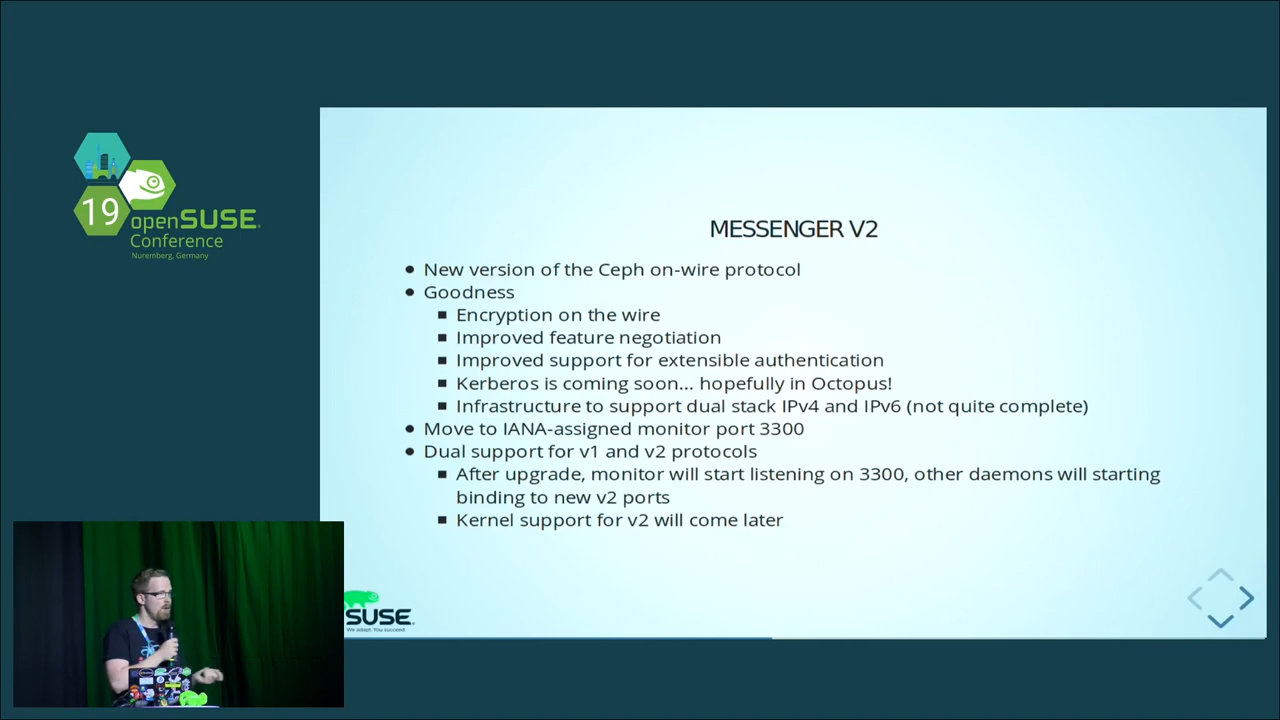 19
openSUSE
Conference
Nuremberg, Germany
MESSENGER V2
● New version of the Ceph on-wire protocol
● Goodness
■ Encryption on the wire
■ Improved feature negotiation
■ Improved support for extensible authentication
■ Kerberos is coming soon... hopefully in Octopus!
■ Infrastructure to support dual stack IPv4 and IPv6 (not quite complete)
● Move to IANA-assigned monitor port 3300
● Dual support for v1 and v2 protocols
■ After upgrade, monitor will start listening on 3300, other daemons will starting
binding to new v2 ports
■ Kernel support for v2 will come later
SUSE
We adapt. You succeed.